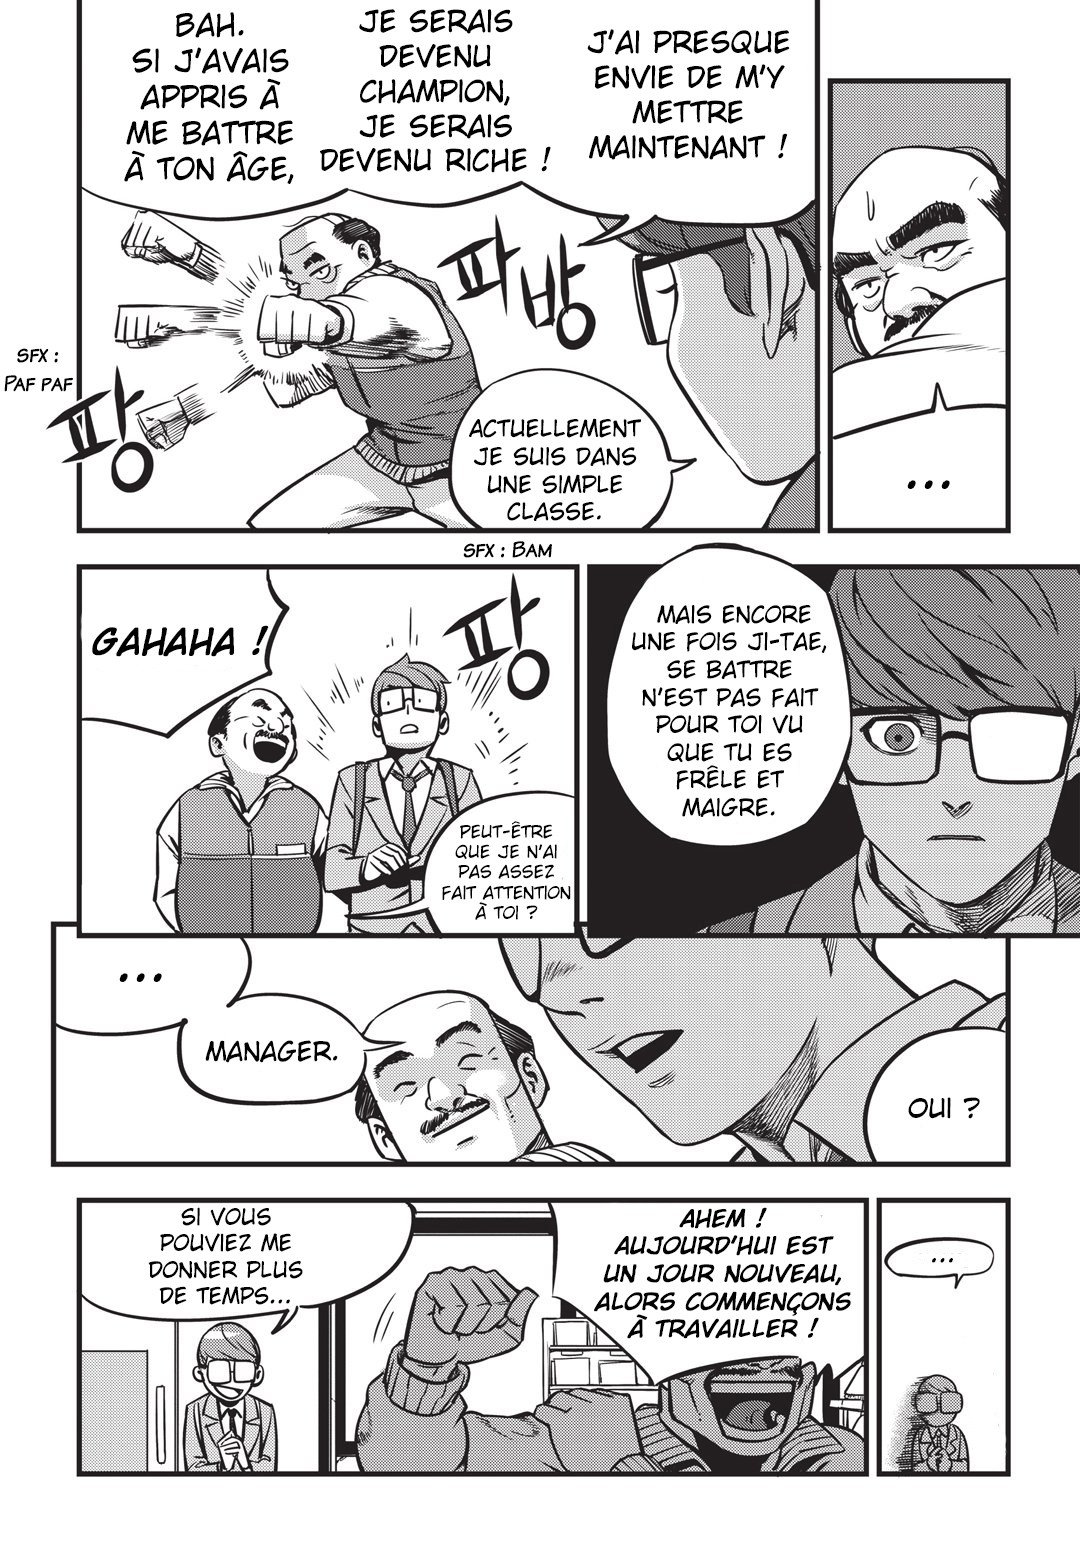 BAH.
SI J'AVAIS
APPRIS À
ME BATTRE
À TON ÂGE,
JE SERAIS
DEVENU
CHAMPION,
JE SERAIS
DEVENU RICHE !
J'AI PRESQUE
ENVIE DE M'Y
METTRE
MAINTENANT !
파방
SFX :
PAF PAF
팡
ACTUELLEMENT
JE SUIS DANS
UNE SIMPLE
CLASSE.
...
SFX : BAM
GAHAHA !
팡
PEUT-ÊTRE
QUE JE N'AI
PAS ASSEZ
FAIT ATTENTION
À TOI ?
MAIS ENCORE
UNE FOIS JI-TAE,
SE BATTRE
N'EST PAS FAIT
POUR TOI VU
QUE TU ES
FRÊLE ET
MAIGRE.
...
MANAGER.
OUI ?
SI VOUS
POUVIEZ ME
DONNER PLUS
DE TEMPS...
AHEM !
AUJOURD'HUI EST
UN JOUR NOUVEAU,
ALORS COMMENÇONS
À TRAVAILLER !
...